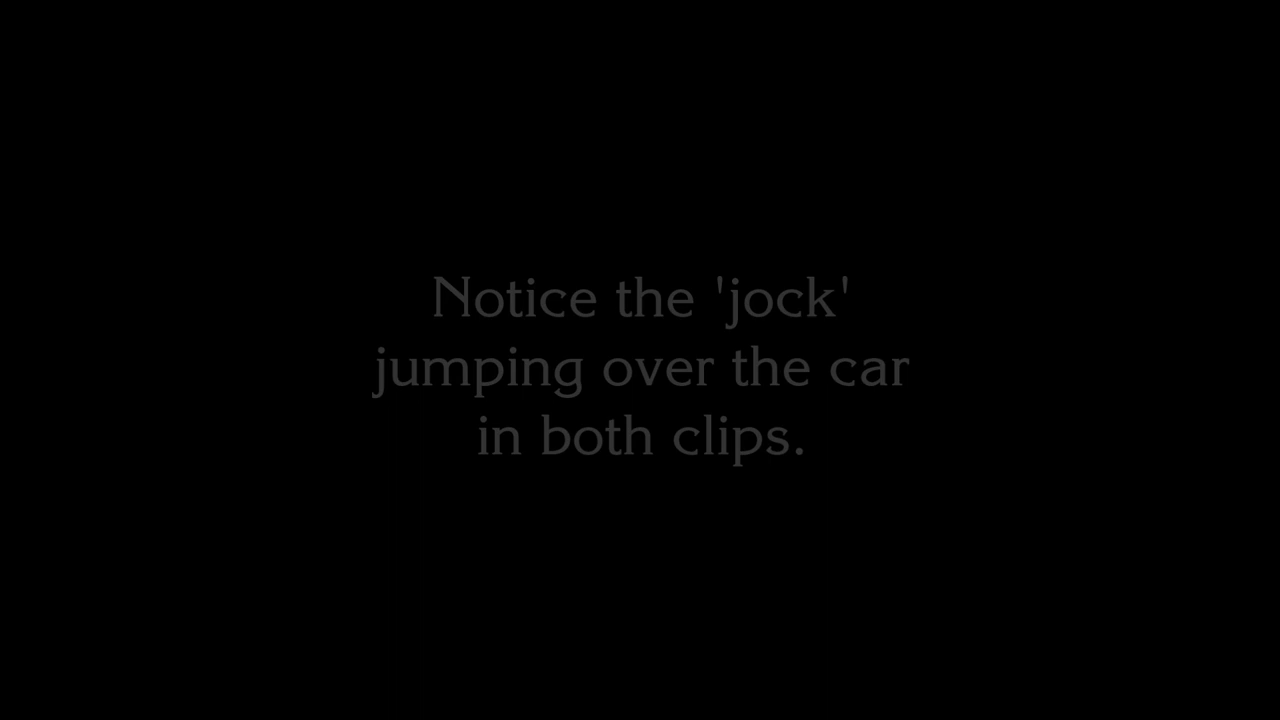 Notice the 'jock'
jumping over the car
in both clips.